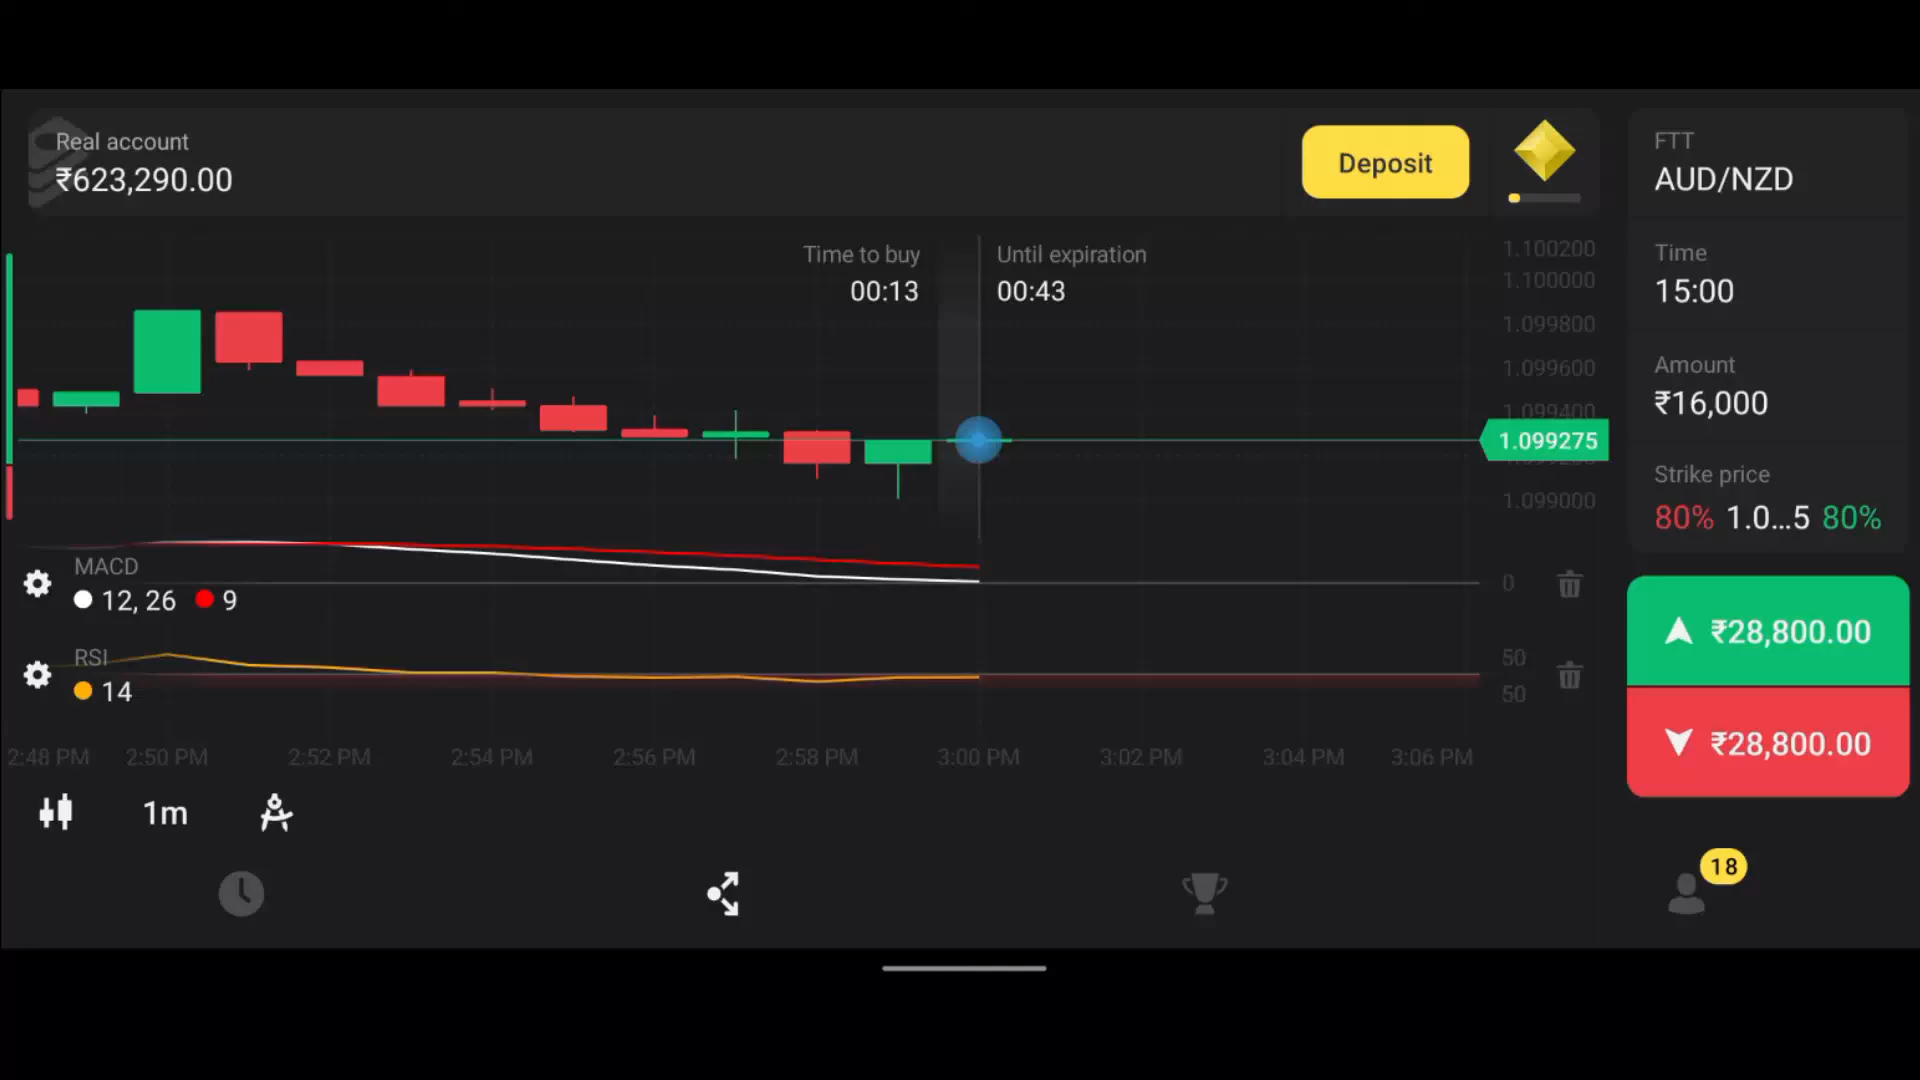 Real account
₹623,290.00
Deposit
FTT
AUD/NZD
Time to buy
00:13
Until expiration
00:43
Time
15:00
Amount
₹16,000
Strike price
80% 1.0...5 80%
1.100200
1.100000
1.099800
1.099600
1.099400
1.099275
1.099000
MACD
12, 26 9
0
RSI
14
50
50
₹28,800.00
₹28,800.00
2:48 PM 2:50 PM 2:52 PM 2:54 PM 2:56 PM 2:58 PM 3:00 PM 3:02 PM 3:04 PM 3:06 PM
1m
18